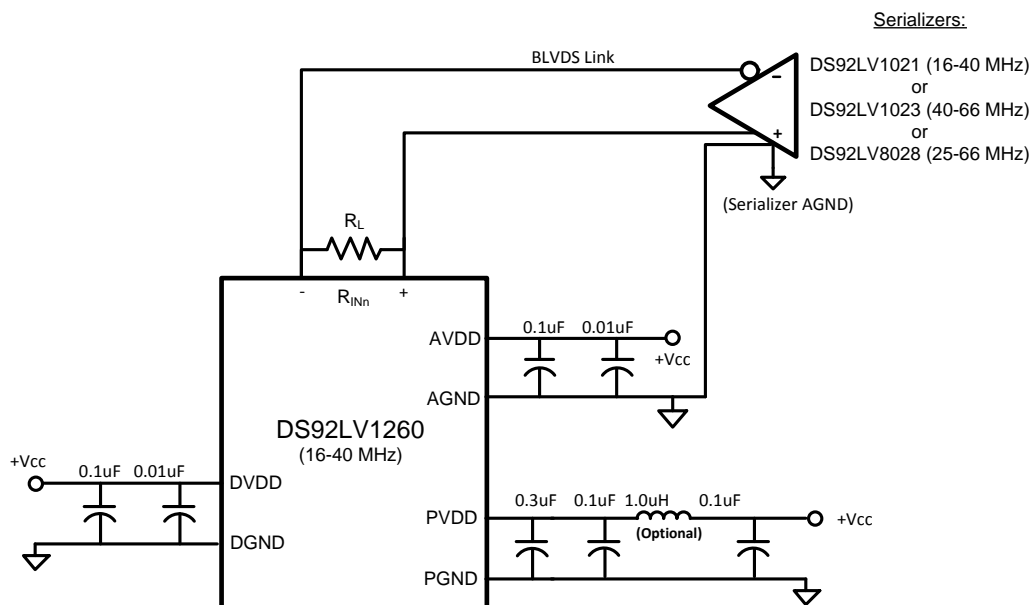 Serializers:
BLVDS Link
DS92LV1021 (16-40 MHz)
or
DS92LV1023 (40-66 MHz)
or
DS92LV8028 (25-66 MHz)
−
+
(Serializer AGND)
RL
- RINn +
AVDD 0.1uF 0.01uF +Vcc
AGND
DS92LV1260
(16-40 MHz)
+Vcc 0.1uF 0.01uF DVDD
DGND
PVDD 0.3uF 0.1uF 1.0uH 0.1uF +Vcc
(Optional)
PGND